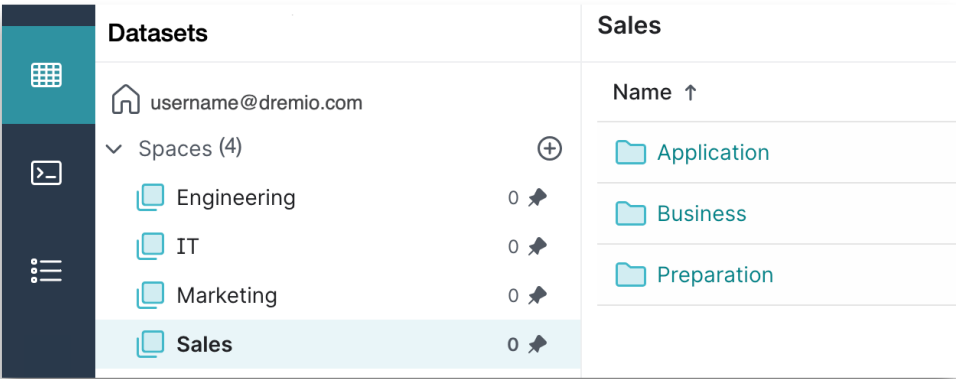 Datasets
username@dremio.com
Spaces (4)
Engineering 0
IT 0
Marketing 0
Sales 0
Sales
Name ↑
Application
Business
Preparation